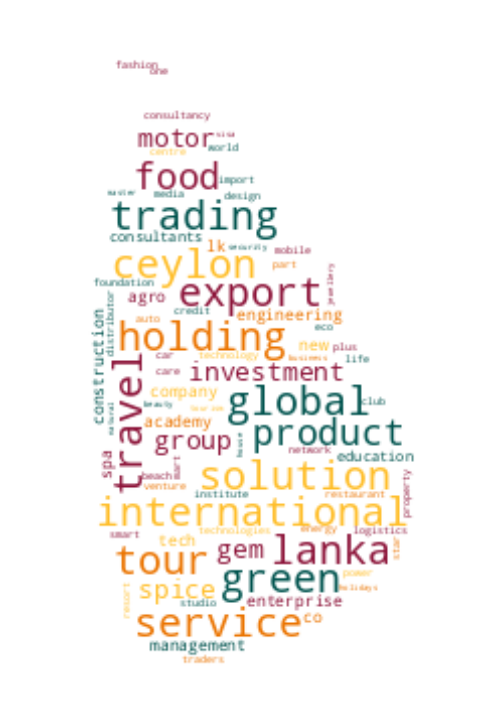 fashion
one
consultancy
motor visa
centre world
food import
master media design
trading
consultants
lk security mobile
ceylon part
foundation
agro export jewellery
credit engineering
auto eco
construction distributor holding
new plus
car technology business life
care investment
travel company
natural beauty global club
academy product
group house network
spa education
beach mart solution
venture institute restaurant property
international
smart technologies energy logistics
tech star
tour gem lanka
green power
resort spice holidays
studio enterprise
service co
management
traders